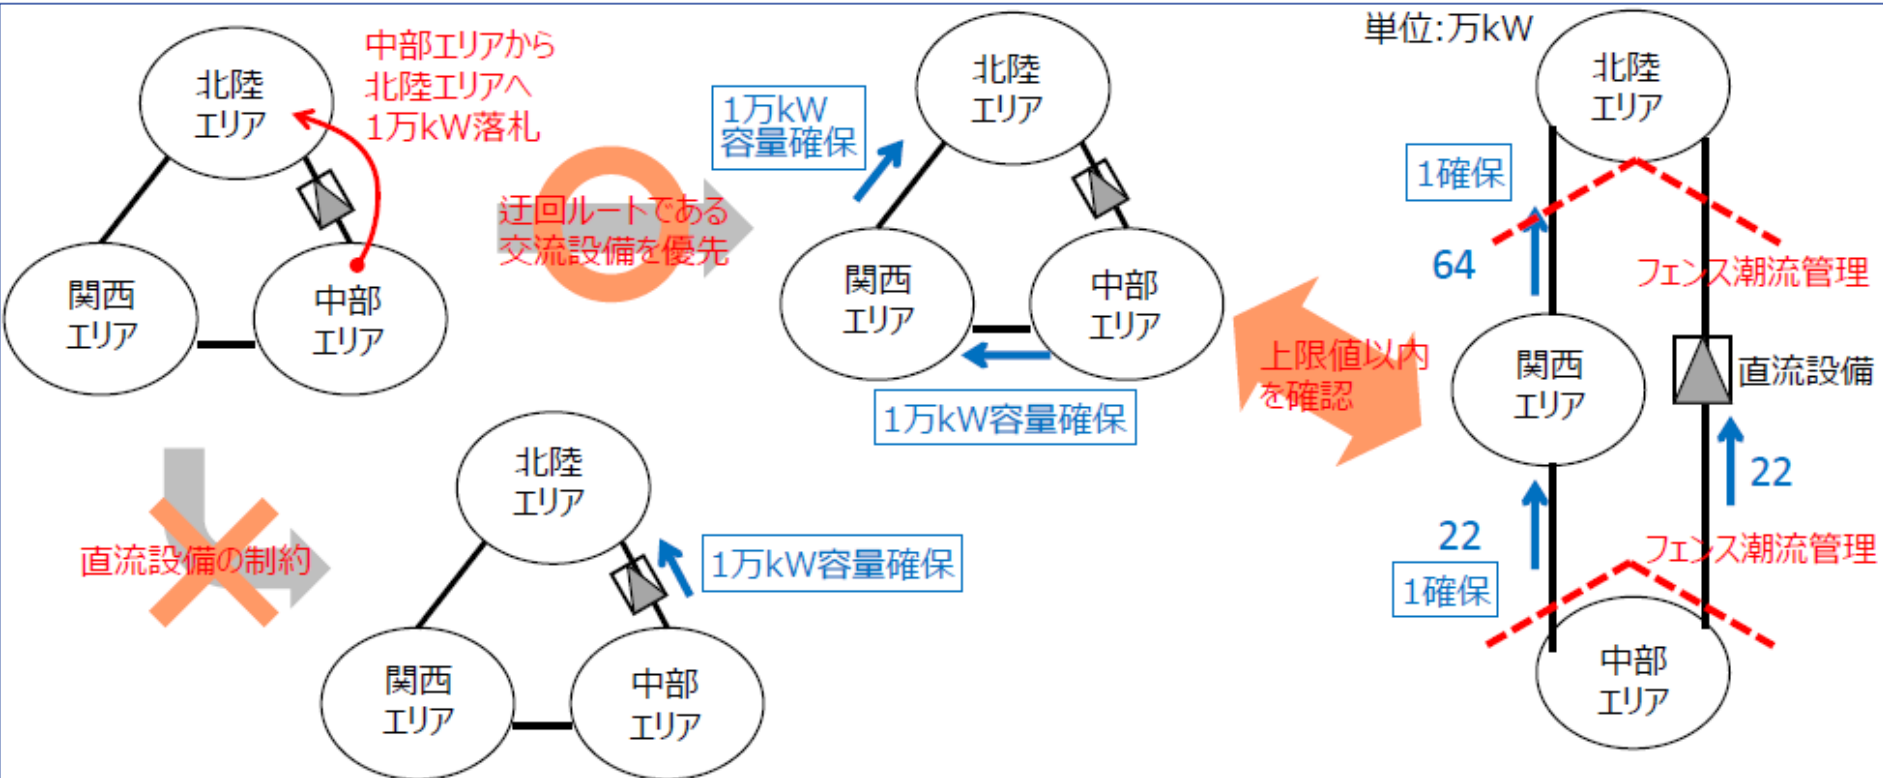 北陸
エリア
関西
エリア
中部
エリア
中部エリアから
北陸エリアへ
1万kW落札
迂回ルートである
交流設備を優先
1万kW
容量確保
北陸
エリア
関西
エリア
中部
エリア
1万kW容量確保
直流設備の制約
北陸
エリア
関西
エリア
中部
エリア
1万kW容量確保
上限値以内
を確認
単位:万kW
北陸
エリア
1確保
64
フェンス潮流管理
関西
エリア
直流設備
22
22
1確保
フェンス潮流管理
中部
エリア